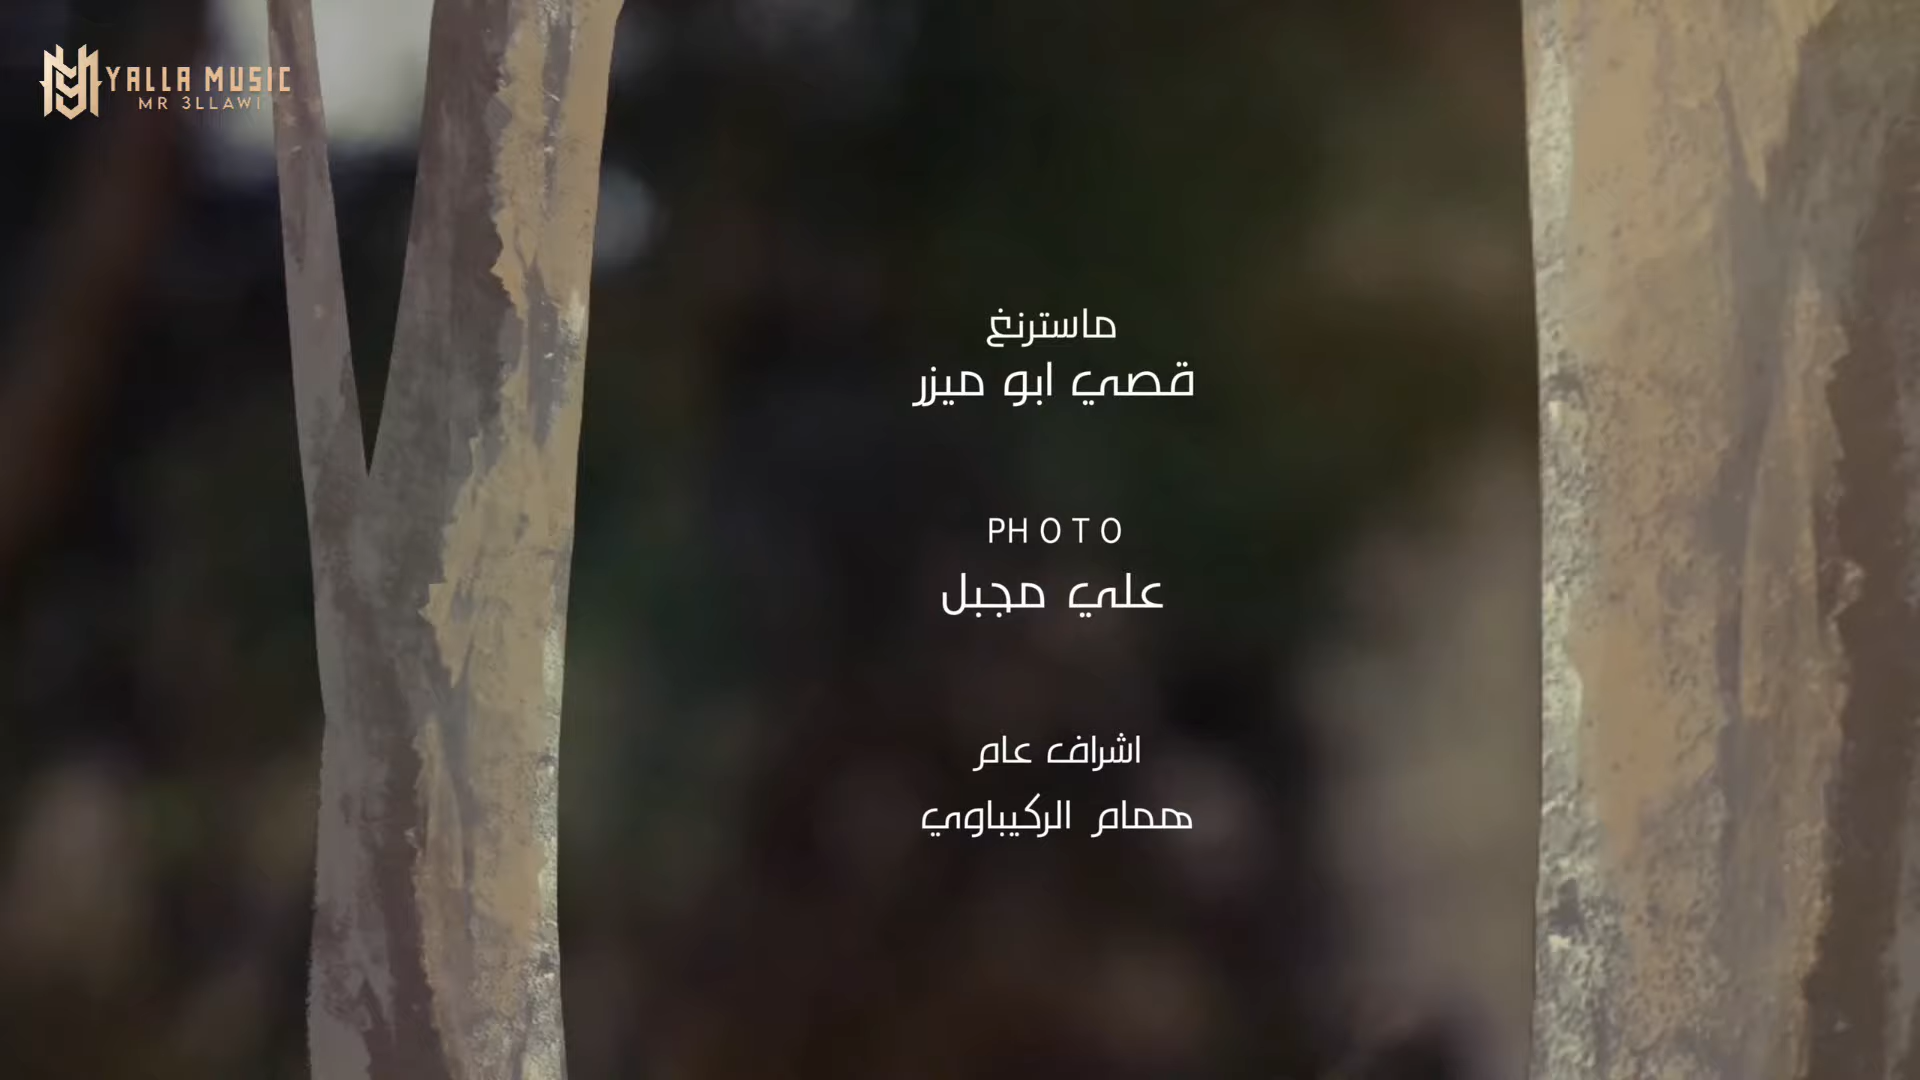 YALLA MUSIC
MR 3LLAWI
ماسترنغ
قصي ابو ميزر
PHOTO
علي مجبل
اشراف عام
همام الركيباوي